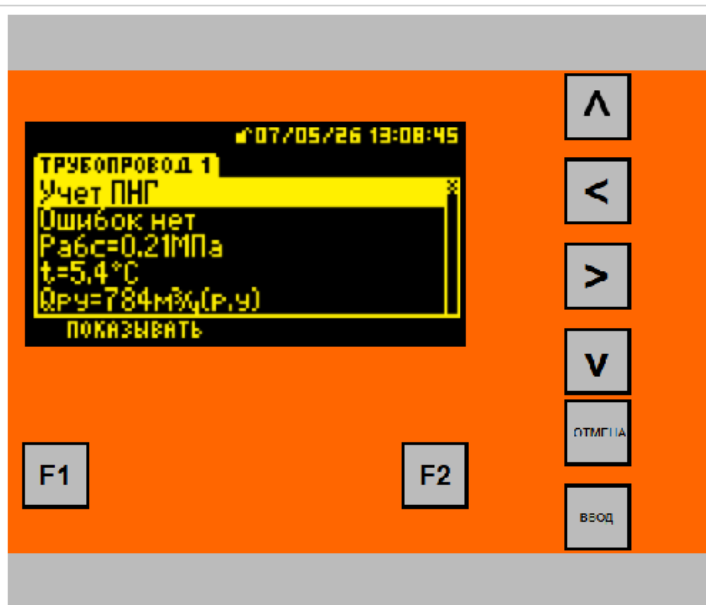 07/05/26 13:08:45
ТРУБОПРОВОД 1
Учет ПНГ
Ошибок нет
Рабс=0,21МПа
t=5,4°C
Qру=784м³/ч(р.у)
ПОКАЗЫВАТЬ
Λ
<
>
V
ОТМЕНА
F1
F2
ВВОД